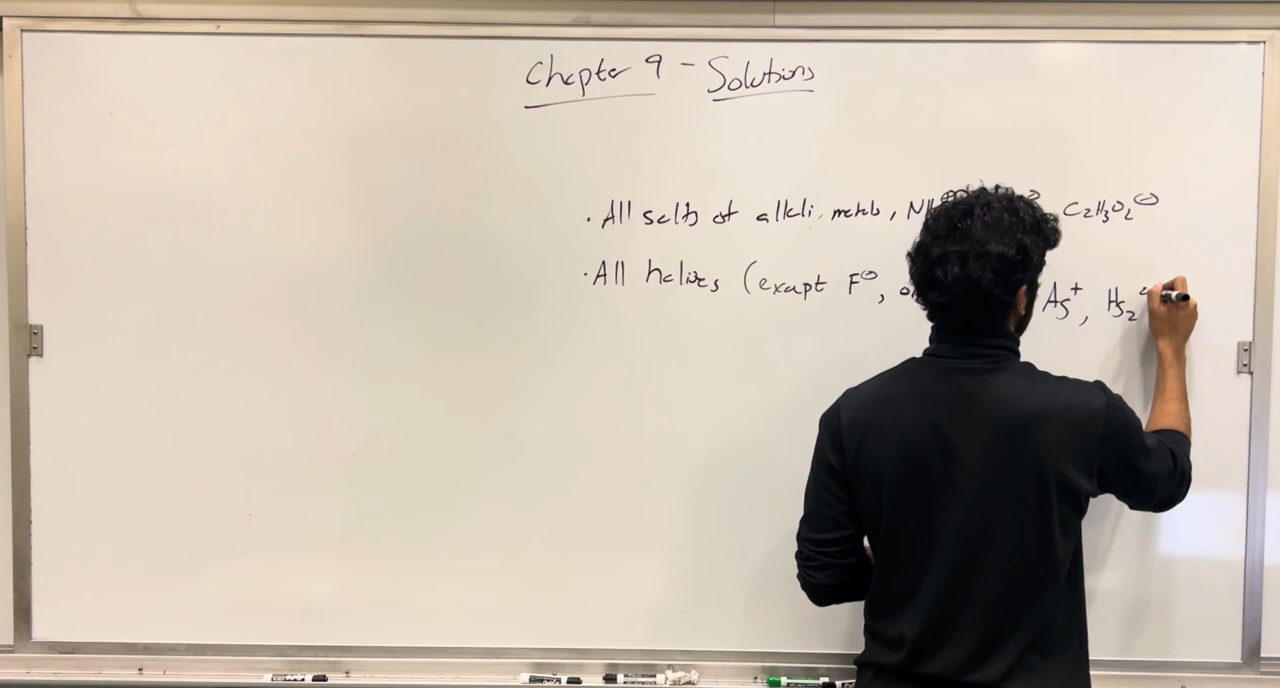 Chapter 9 - Solutions
· All salts of alkali metals, NH C₂H₃O₂⊖
· All halides (except F⊖, Ag⁺, Hg₂